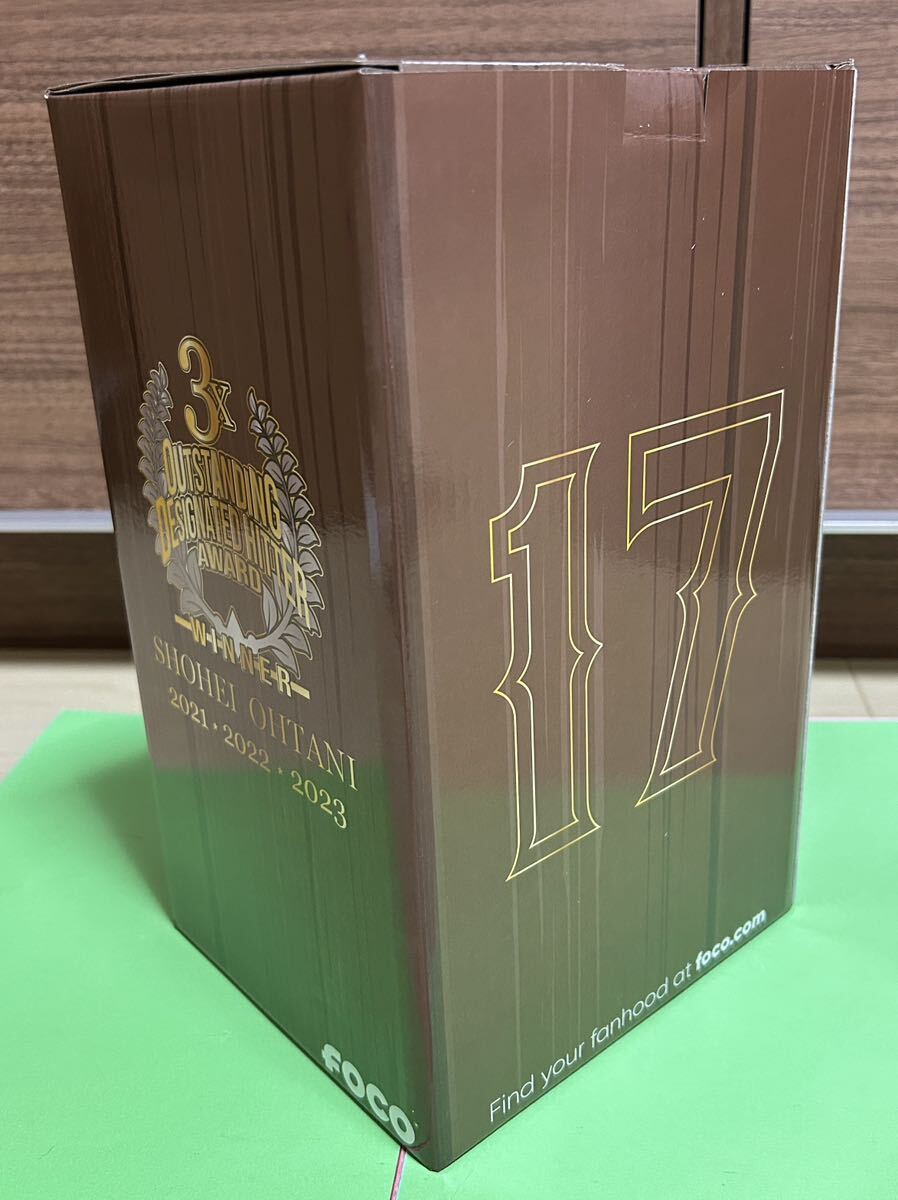 3X
OUTSTANDING
DESIGNATED HITTER
AWARD
WINNER
SHOHEI OHTANI
2021 ★ 2022 ★ 2023
foco
17
Find your fanhood at foco.com